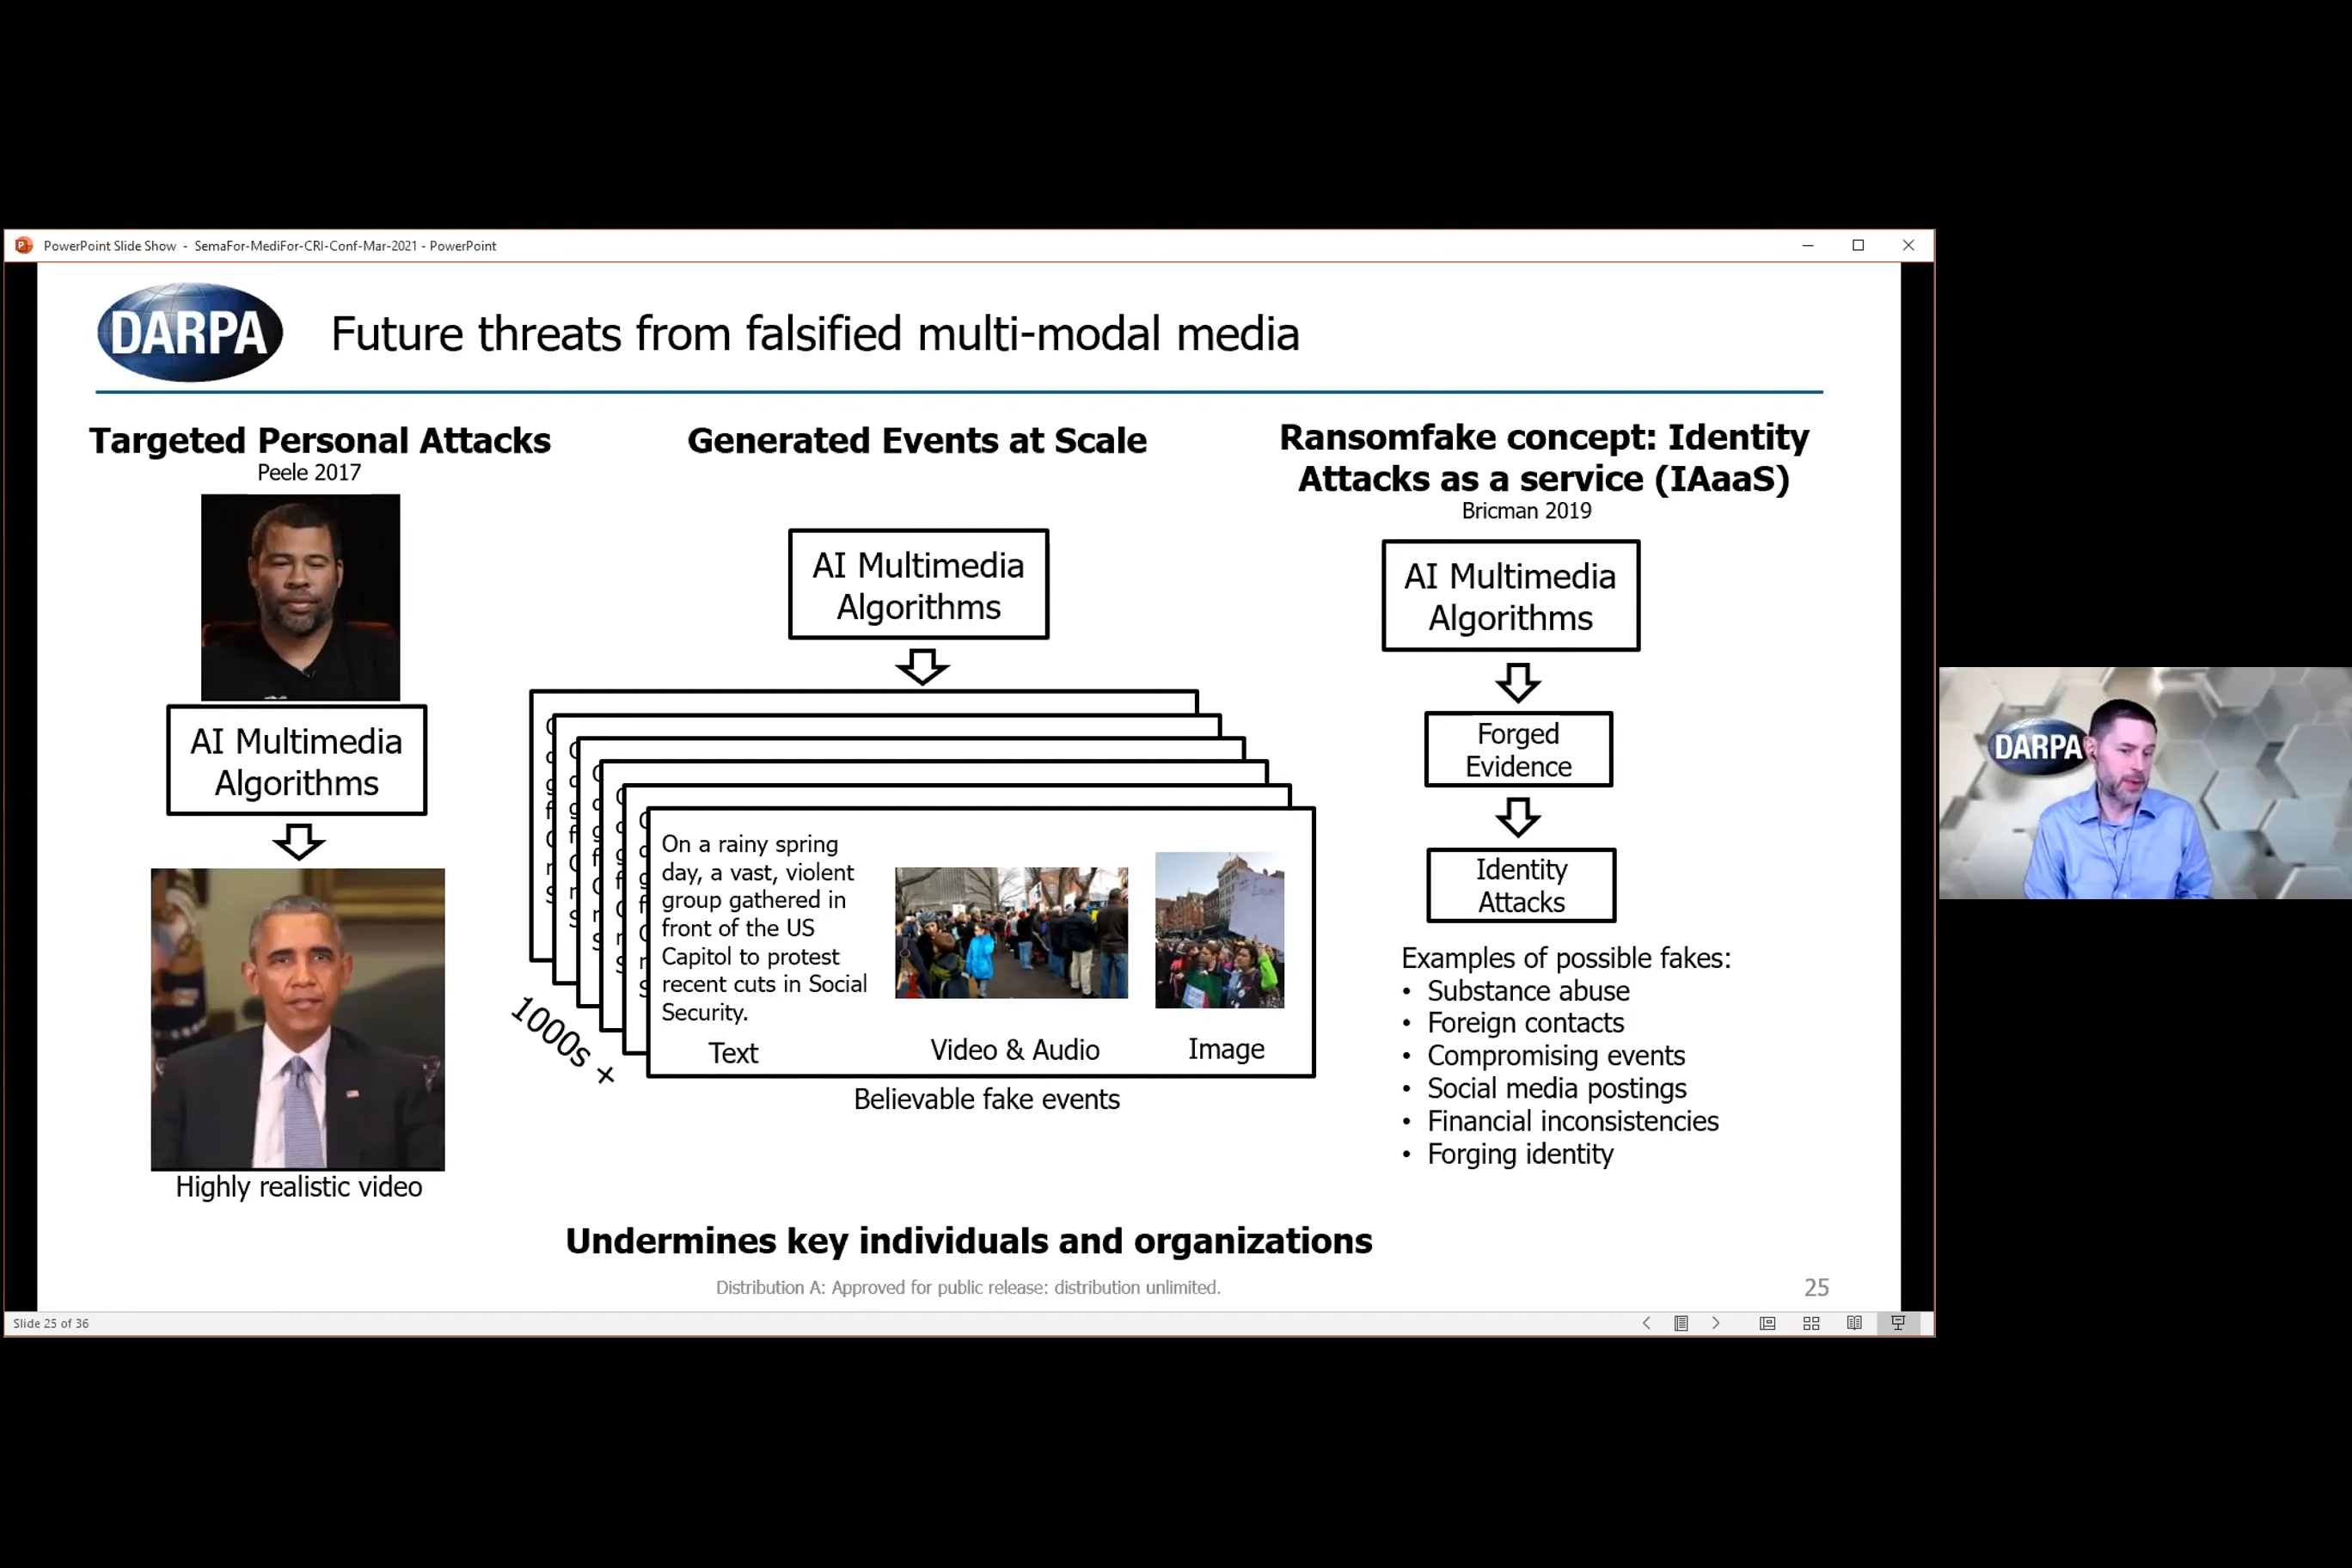 PowerPoint Slide Show - SemaFor-MediFor-CRI-Conf-Mar-2021 - PowerPoint
DARPA
Future threats from falsified multi-modal media
Targeted Personal Attacks
Peele 2017
AI Multimedia
Algorithms
Highly realistic video
Generated Events at Scale
AI Multimedia
Algorithms
On a rainy spring
day, a vast, violent
group gathered in
front of the US
Capitol to protest
recent cuts in Social
Security.
Text
Video & Audio
Image
1000s +
Believable fake events
Ransomfake concept: Identity
Attacks as a service (IAaaS)
Bricman 2019
AI Multimedia
Algorithms
Forged
Evidence
Identity
Attacks
Examples of possible fakes:
• Substance abuse
• Foreign contacts
• Compromising events
• Social media postings
• Financial inconsistencies
• Forging identity
Undermines key individuals and organizations
Distribution A: Approved for public release: distribution unlimited.
25
Slide 25 of 36
DARPA